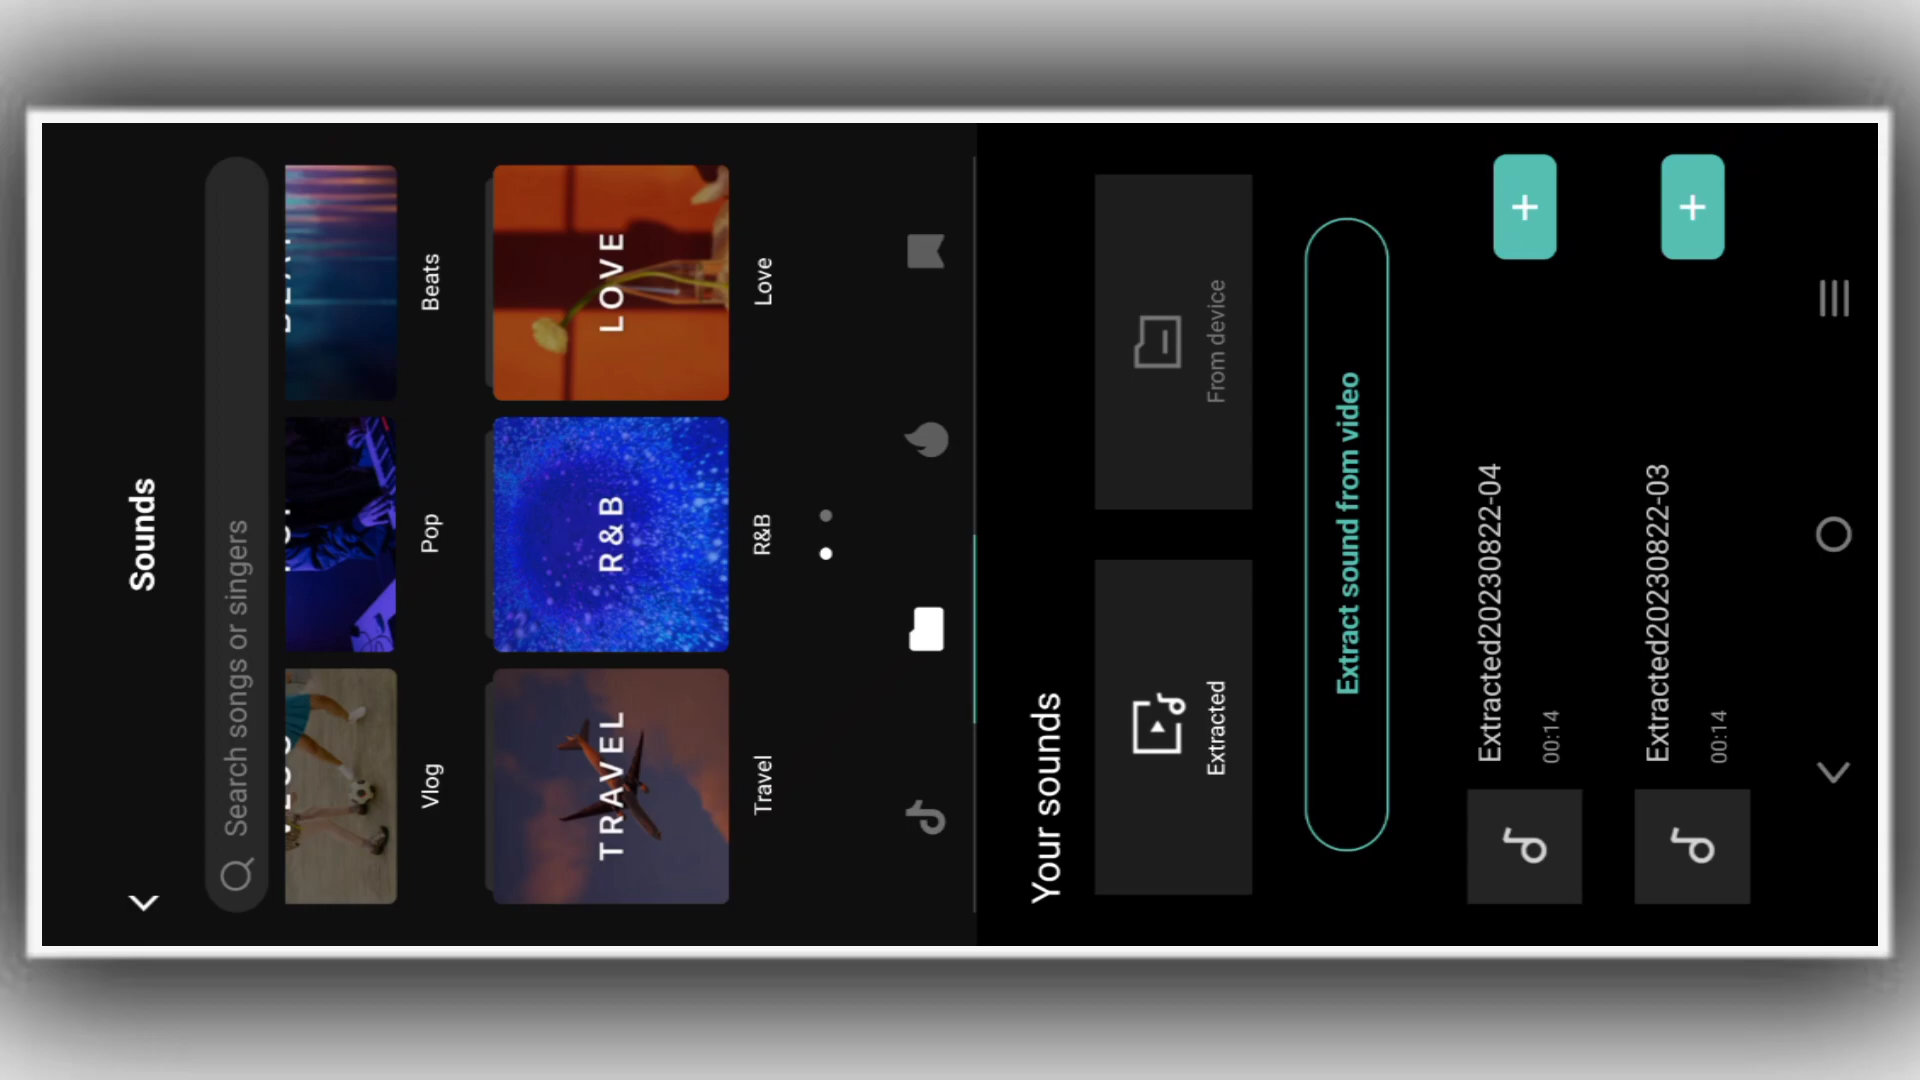 Sounds
Search songs or singers
Vlog
Pop
Beats
TRAVEL
R&B
LOVE
Travel
R&B
Love
Your sounds
Extracted
From device
Extract sound from video
Extracted20230822-04
00:14
Extracted20230822-03
00:14